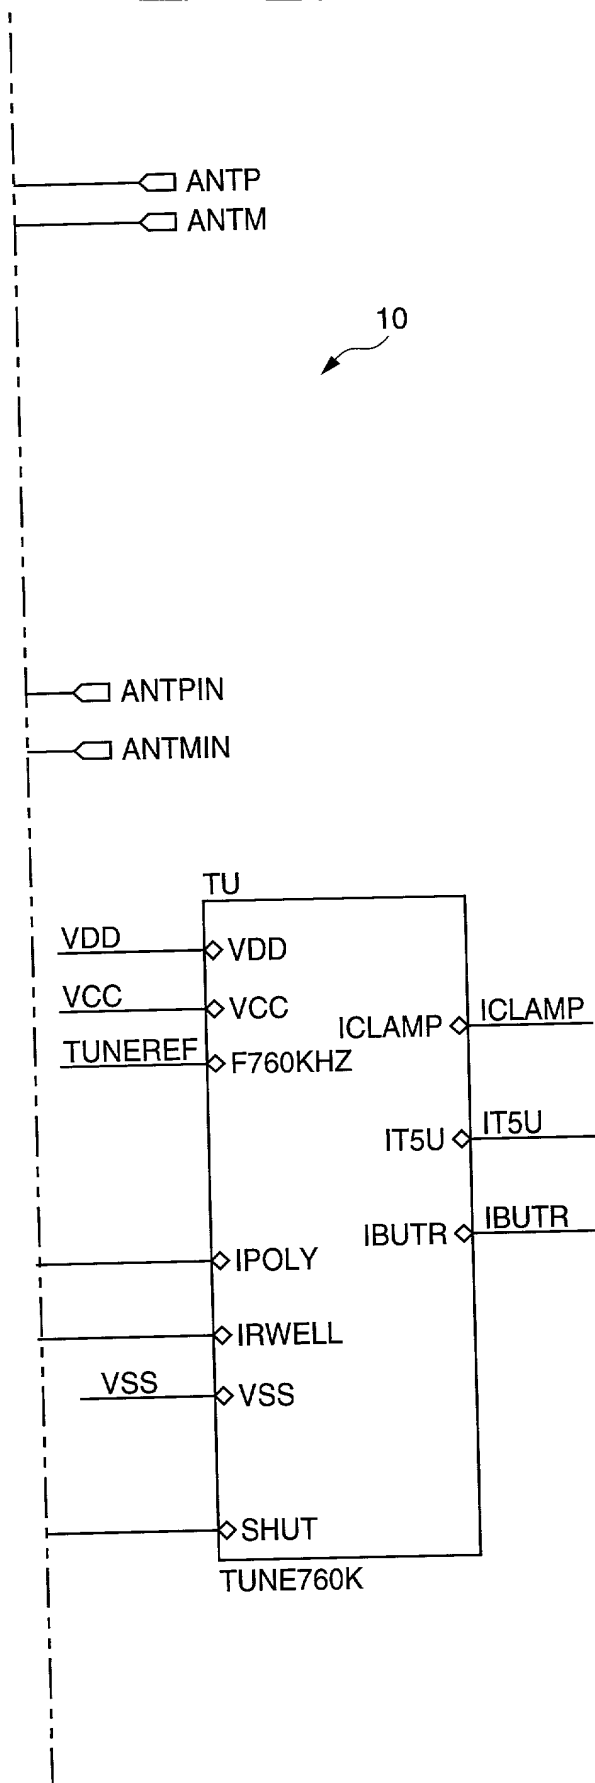 ANTP
ANTM
10
ANTPIN
ANTMIN
TU
VDD VDD
VCC VCC
ICLAMP ICLAMP
TUNEREF F760KHZ
IT5U IT5U
IBUTR IBUTR
IPOLY
IRWELL
VSS VSS
SHUT
TUNE760K